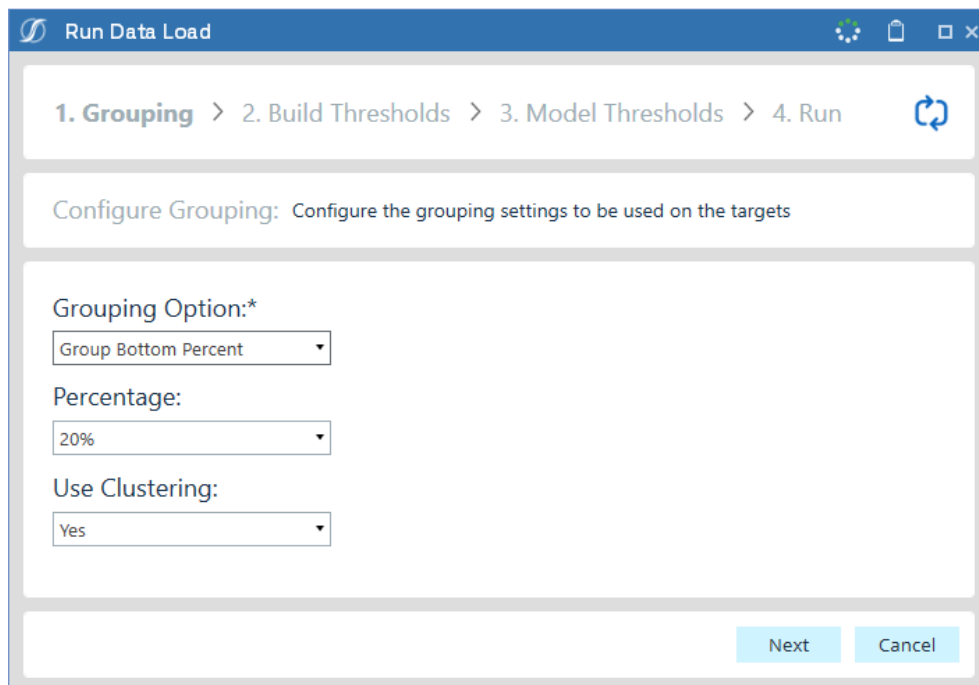 Run Data Load
1. Grouping > 2. Build Thresholds > 3. Model Thresholds > 4. Run
Configure Grouping: Configure the grouping settings to be used on the targets
Grouping Option:*
Group Bottom Percent
Percentage:
20%
Use Clustering:
Yes
Next Cancel